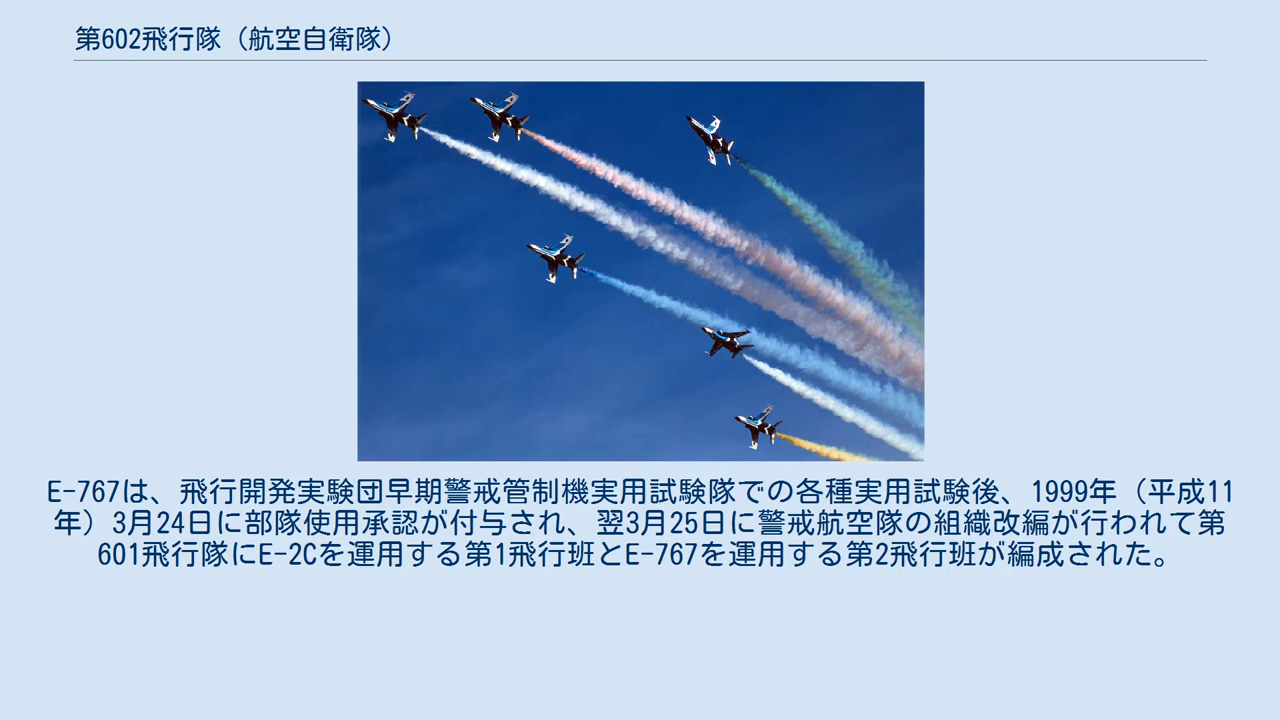 第602飛行隊（航空自衛隊）
E-767は、飛行開発実験団早期警戒管制機実用試験隊での各種実用試験後、1999年（平成11
年）3月24日に部隊使用承認が付与され、翌3月25日に警戒航空隊の組織改編が行われて第
601飛行隊にE-2Cを運用する第1飛行班とE-767を運用する第2飛行班が編成された。